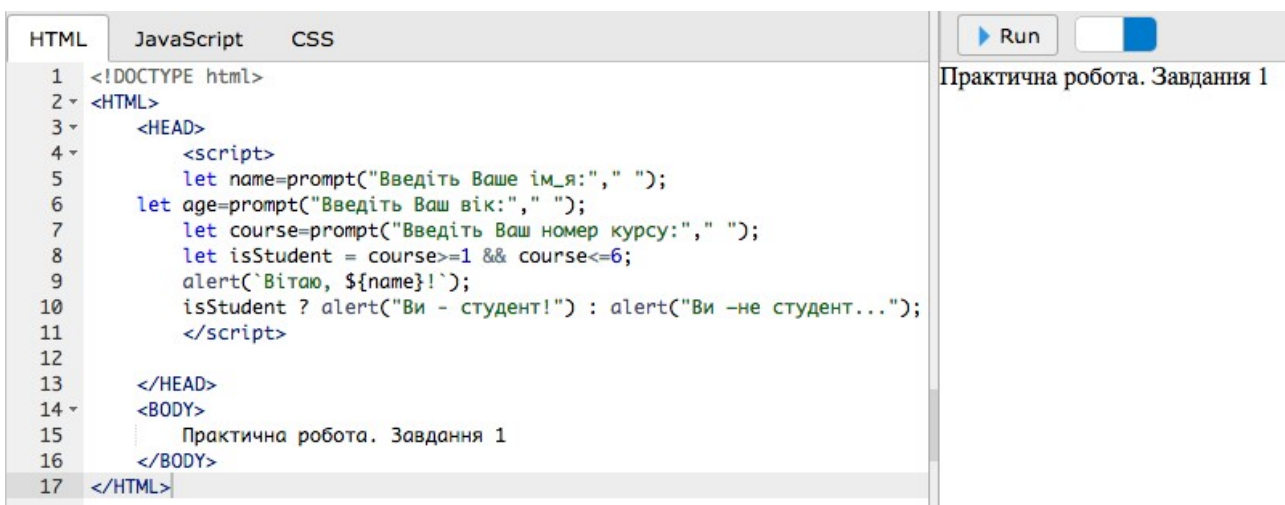 HTML JavaScript CSS
Run
1 <!DOCTYPE html>
2 <HTML>
3 <HEAD>
4 <script>
5 let name=prompt("Введіть Ваше ім_я:"," ");
6 let age=prompt("Введіть Ваш вік:"," ");
7 let course=prompt("Введіть Ваш номер курсу:"," ");
8 let isStudent = course>=1 && course<=6;
9 alert(`Вітаю, ${name}!`);
10 isStudent ? alert("Ви - студент!") : alert("Ви –не студент...");
11 </script>
12
13 </HEAD>
14 <BODY>
15 Практична робота. Завдання 1
16 </BODY>
17 </HTML>
Практична робота. Завдання 1